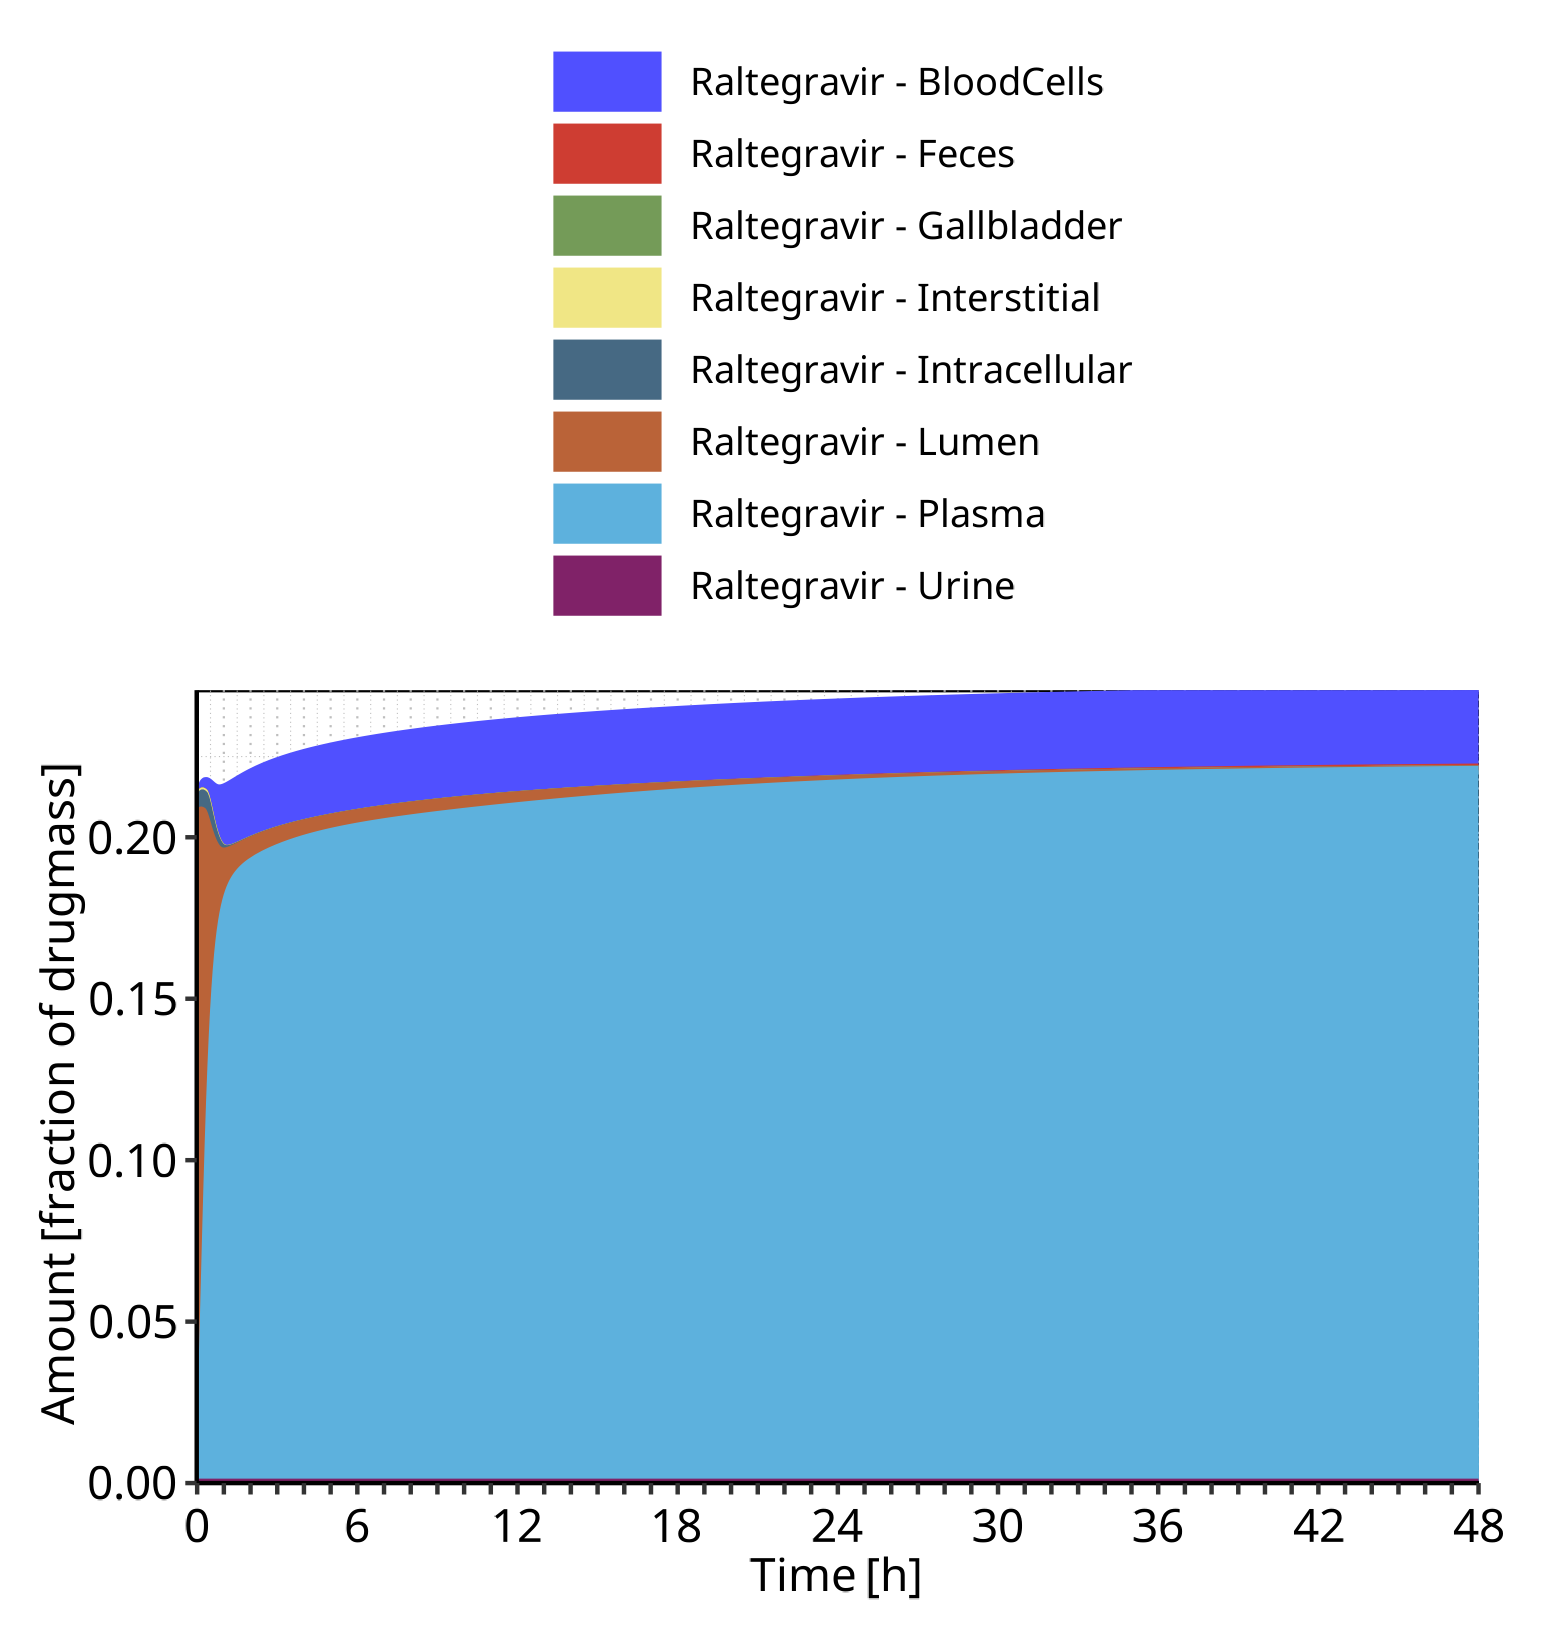 Raltegravir - BloodCells
Raltegravir - Feces
Raltegravir - Gallbladder
Raltegravir - Interstitial
Raltegravir - Intracellular
Raltegravir - Lumen
Raltegravir - Plasma
Raltegravir - Urine
Amount [fraction of drugmass]
0.20
0.15
0.10
0.05
0.00
0 6 12 18 24 30 36 42 48
Time [h]